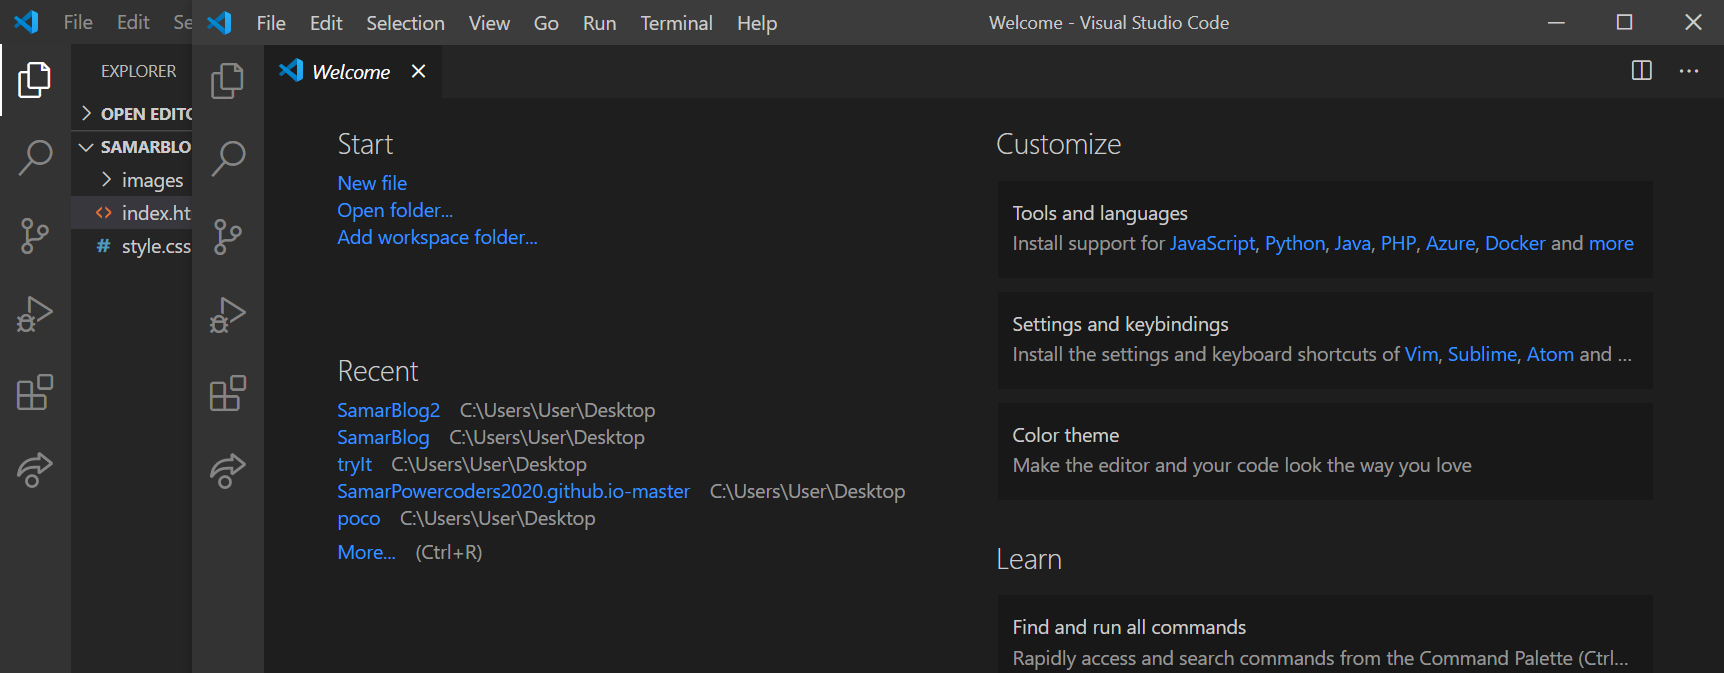 File Edit Se
EXPLORER
OPEN EDITO
SAMARBLO
images
<> index.ht
# style.css
File Edit Selection View Go Run Terminal Help Welcome - Visual Studio Code
Welcome
Start
New file
Open folder...
Add workspace folder...
Recent
SamarBlog2 C:\Users\User\Desktop
SamarBlog C:\Users\User\Desktop
tryIt C:\Users\User\Desktop
SamarPowercoders2020.github.io-master C:\Users\User\Desktop
poco C:\Users\User\Desktop
More... (Ctrl+R)
Customize
Tools and languages
Install support for JavaScript, Python, Java, PHP, Azure, Docker and more
Settings and keybindings
Install the settings and keyboard shortcuts of Vim, Sublime, Atom and ...
Color theme
Make the editor and your code look the way you love
Learn
Find and run all commands
Rapidly access and search commands from the Command Palette (Ctrl...